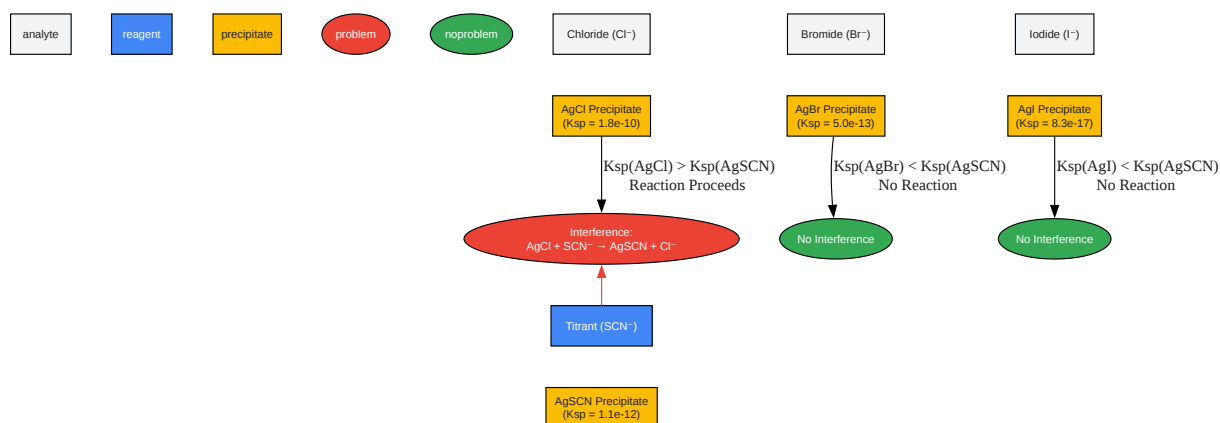 analyte
reagent
precipitate
problem
noproblem
Chloride (Cl⁻)
Bromide (Br⁻)
Iodide (I⁻)
AgCl Precipitate
(Ksp = 1.8e-10)
AgBr Precipitate
(Ksp = 5.0e-13)
AgI Precipitate
(Ksp = 8.3e-17)
Ksp(AgCl) > Ksp(AgSCN)
Reaction Proceeds
Ksp(AgBr) < Ksp(AgSCN)
No Reaction
Ksp(AgI) < Ksp(AgSCN)
No Reaction
Interference:
AgCl + SCN⁻ → AgSCN + Cl⁻
No Interference
No Interference
Titrant (SCN⁻)
AgSCN Precipitate
(Ksp = 1.1e-12)